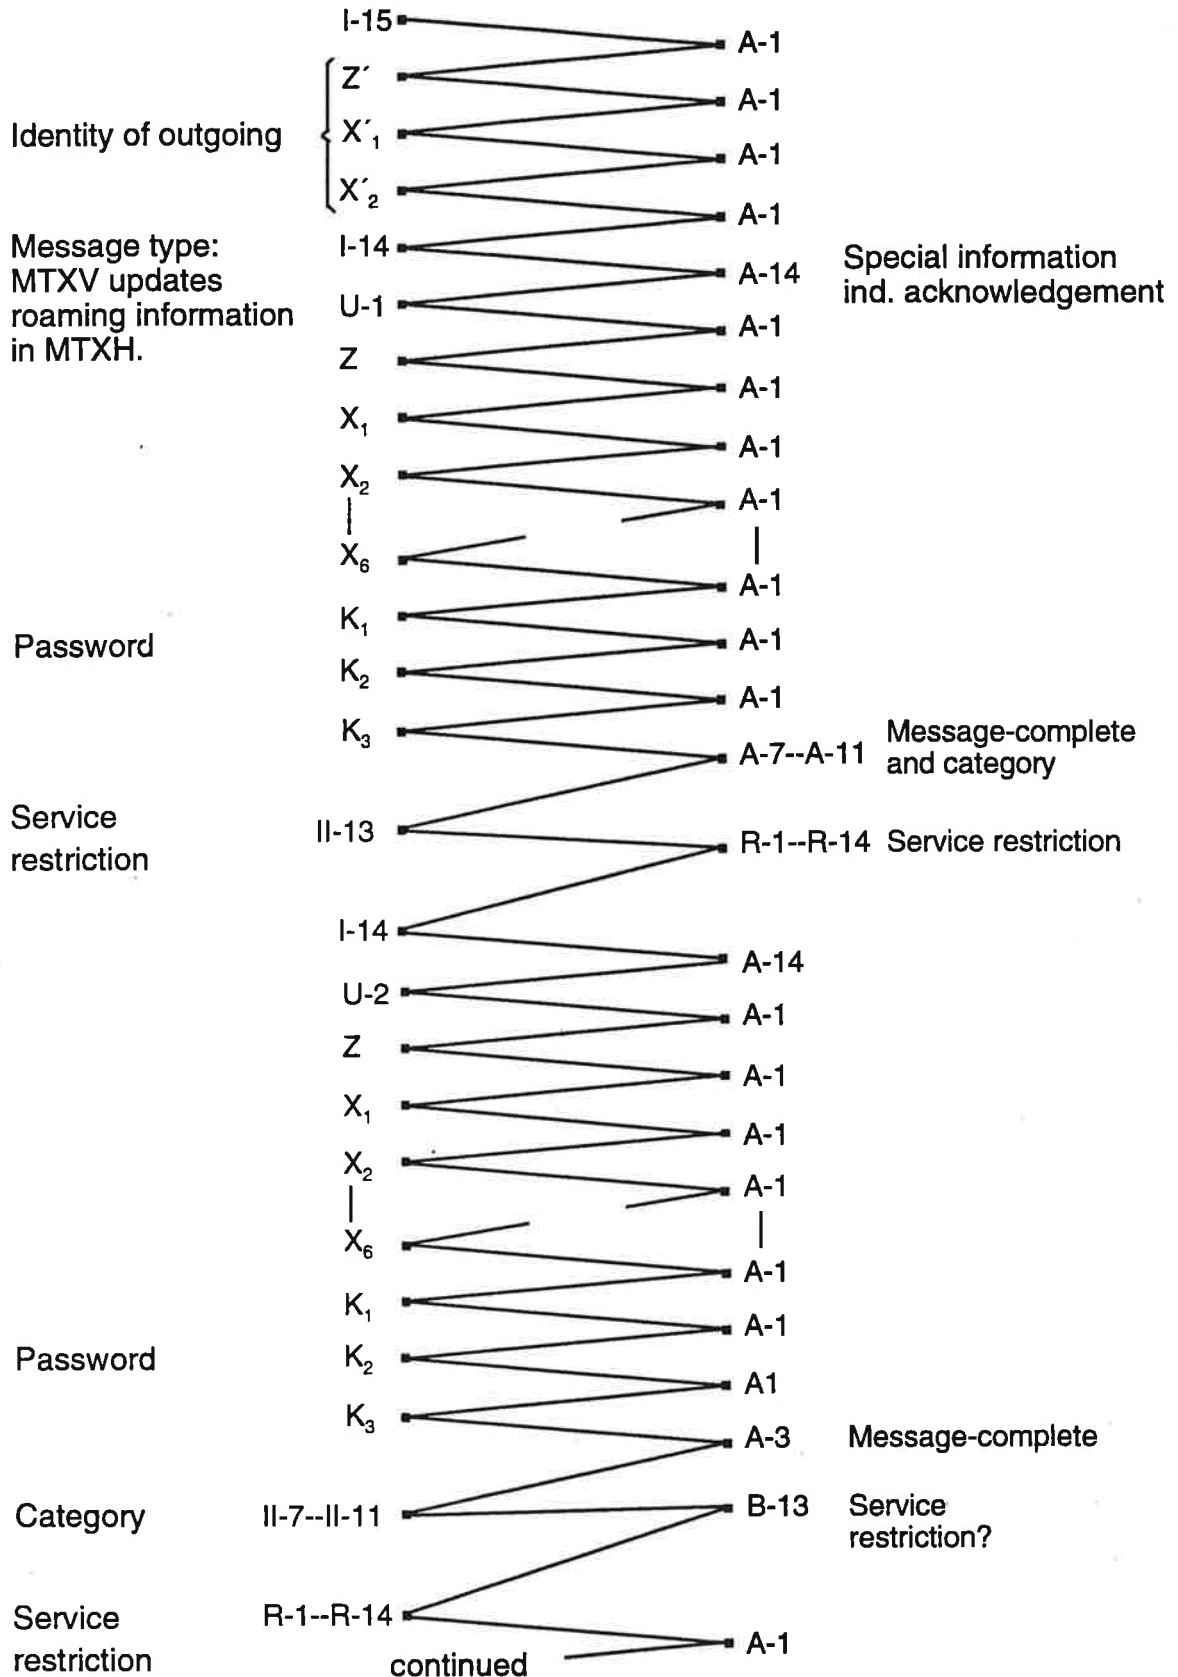 I-15
A-1
Z´
A-1
Identity of outgoing
X´1
A-1
X´2
A-1
Message type:
MTXV updates
roaming information
in MTXH.
I-14
A-14
Special information
ind. acknowledgement
U-1
A-1
Z
A-1
X1
A-1
X2
A-1
X6
A-1
Password
K1
A-1
K2
A-1
K3
A-7--A-11
Message-complete
and category
Service
restriction
II-13
R-1--R-14 Service restriction
I-14
A-14
U-2
A-1
Z
A-1
X1
A-1
X2
A-1
X6
A-1
K1
A-1
Password
K2
A1
K3
A-3
Message-complete
Category
II-7--II-11
B-13
Service
restriction?
Service
restriction
R-1--R-14
A-1
continued